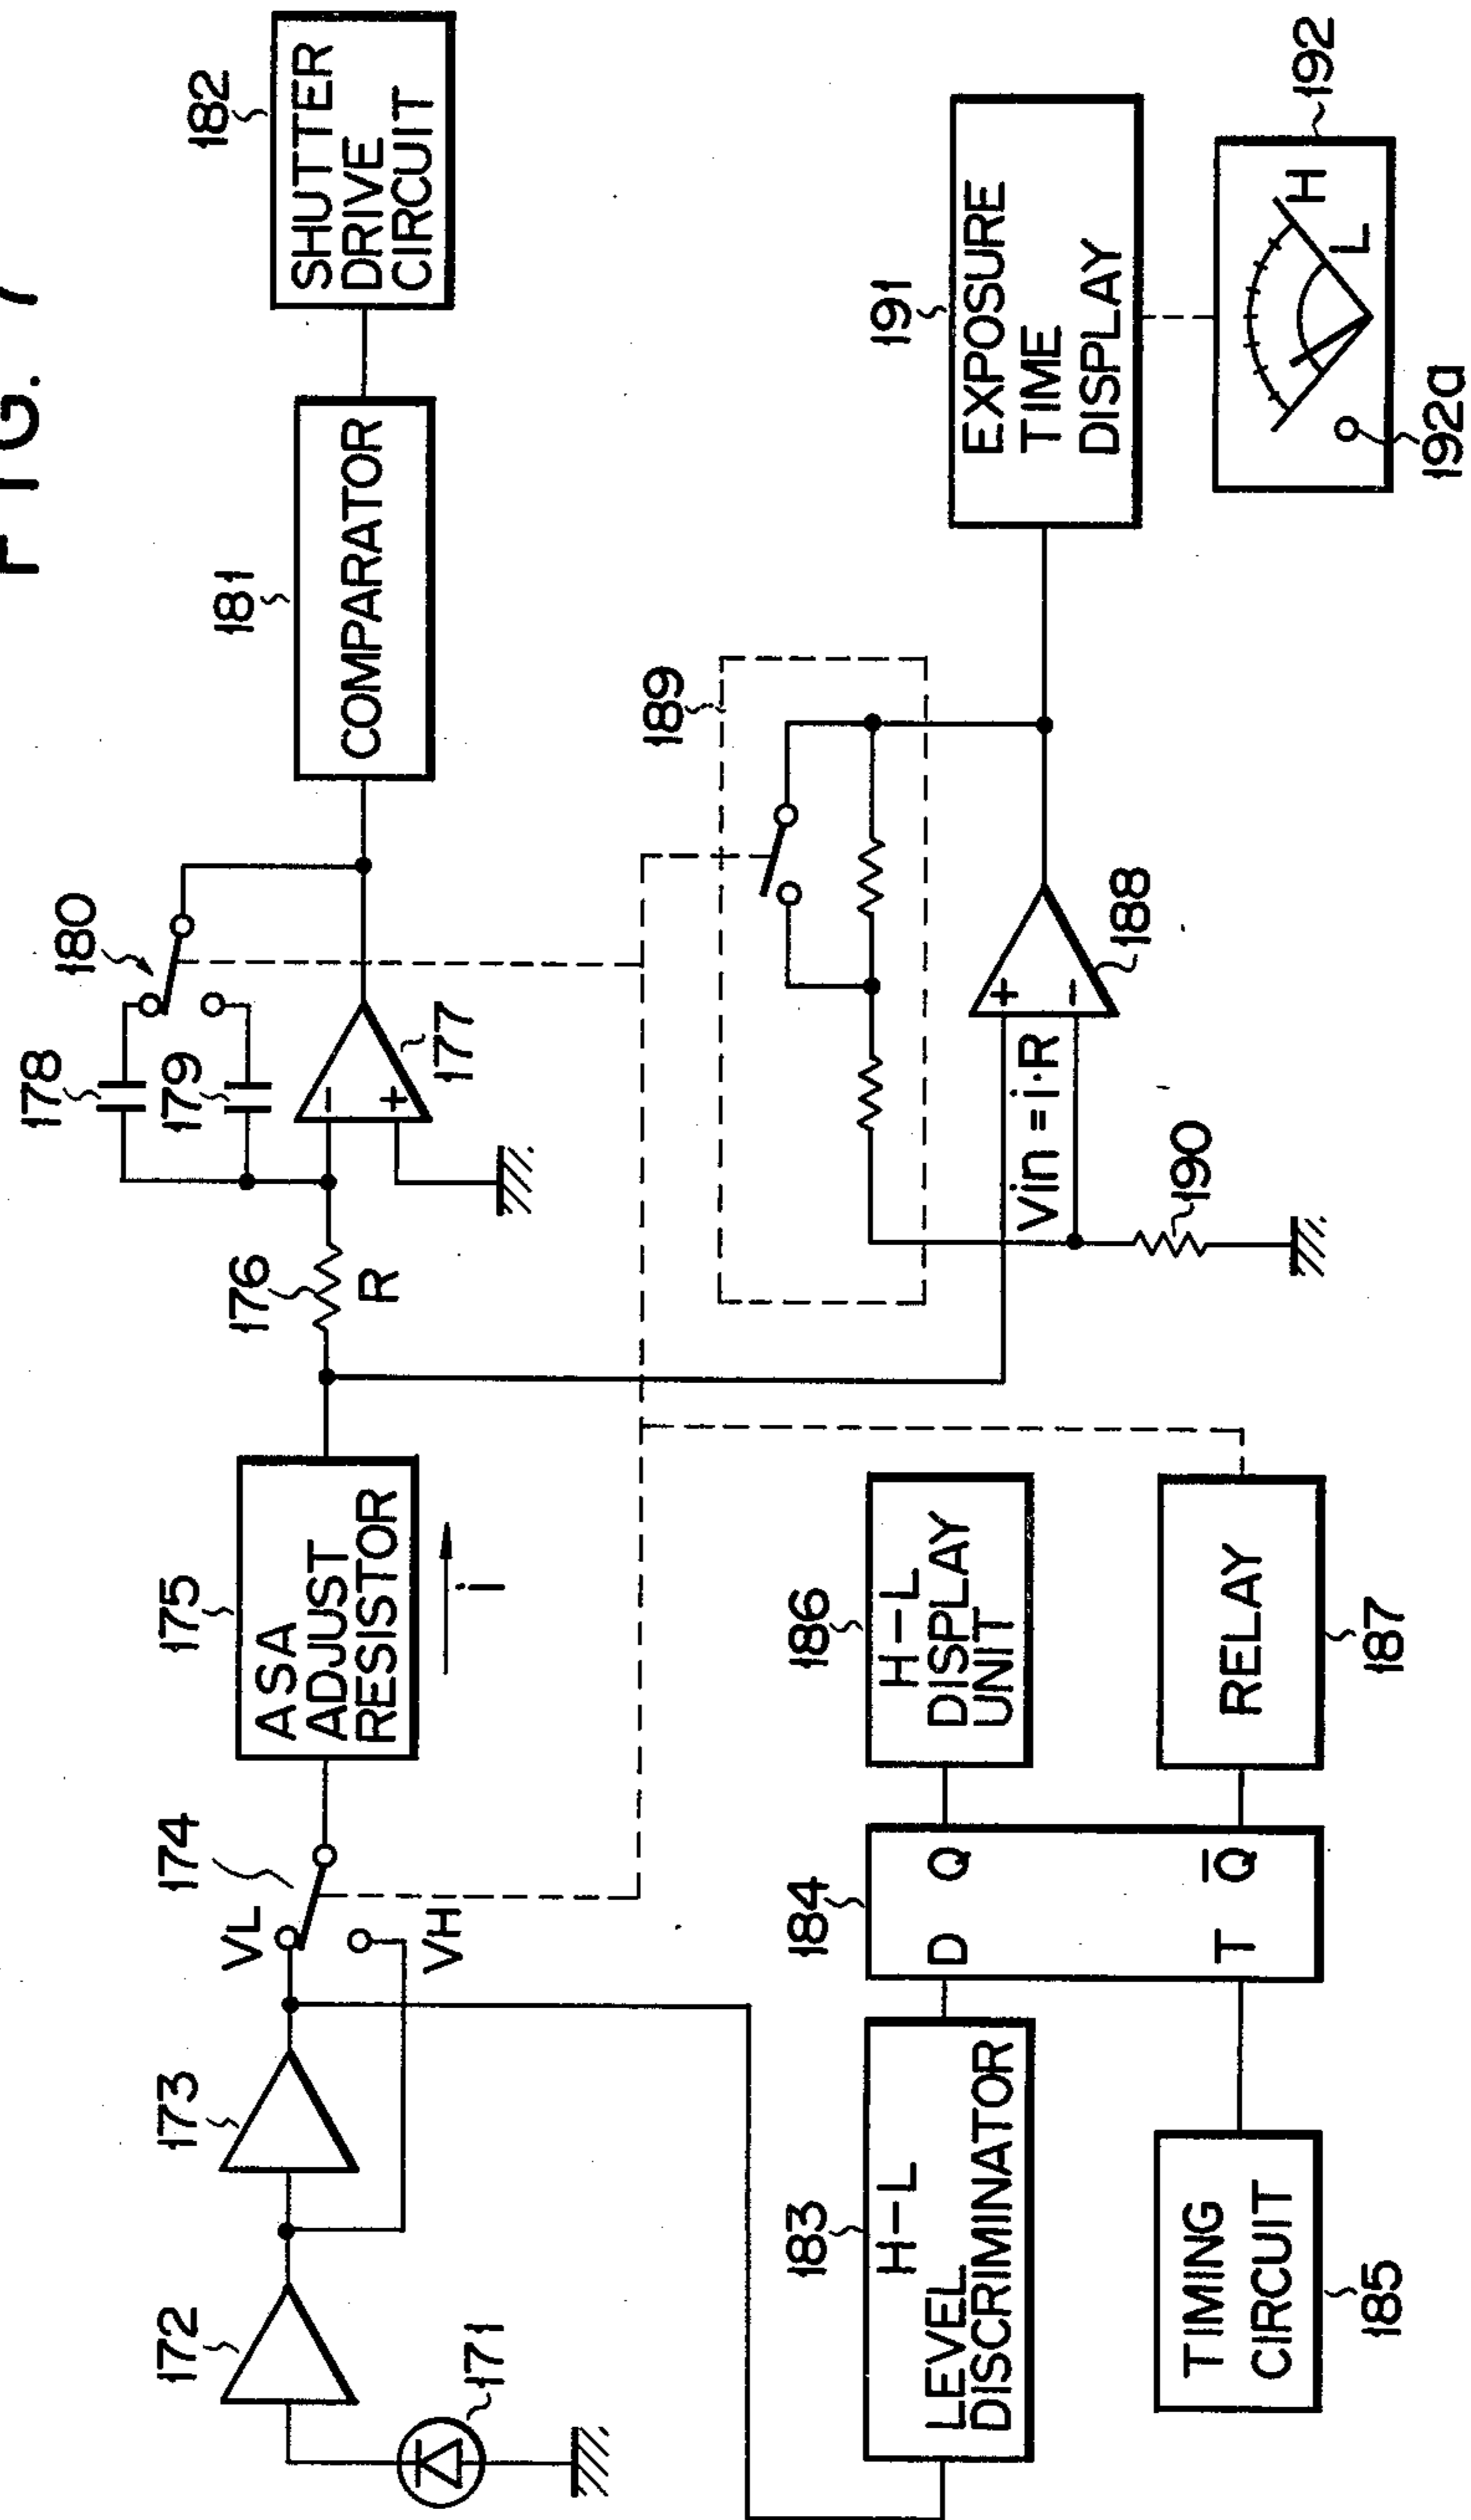 FIG. 7
172
173
VL
174
VH
175
ASA
ADJUST
RESISTOR
i
176
R
178
179
180
177
181
COMPARATOR
182
SHUTTER
DRIVE
CIRCUIT
171
183
H-L
LEVEL
DISCRIMINATOR
184
D
Q
T
Q̅
185
TIMING
CIRCUIT
186
H-L
DISPLAY
UNIT
187
RELAY
189
Vin = i·R
188
190
191
EXPOSURE
TIME
DISPLAY
192
H
L
192a